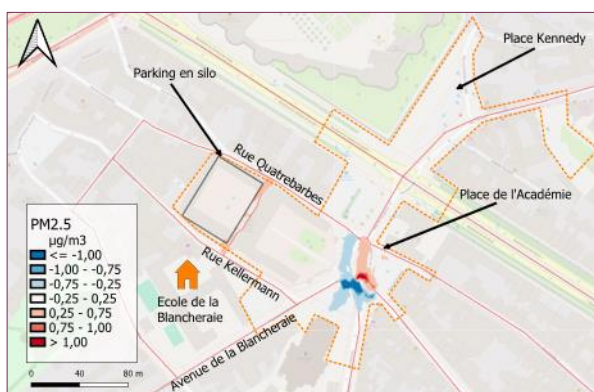 Place Kennedy
Parking en silo
Rue Quatrebarbes
Place de l'Académie
PM2.5
µg/m3
<= -1,00
-1,00 - -0,75
-0,75 - -0,25
-0,25 - 0,25
0,25 - 0,75
0,75 - 1,00
> 1,00
Rue Kellermann
Ecole de la
Blancheraie
Avenue de la Blancheraie
0 40 80 m